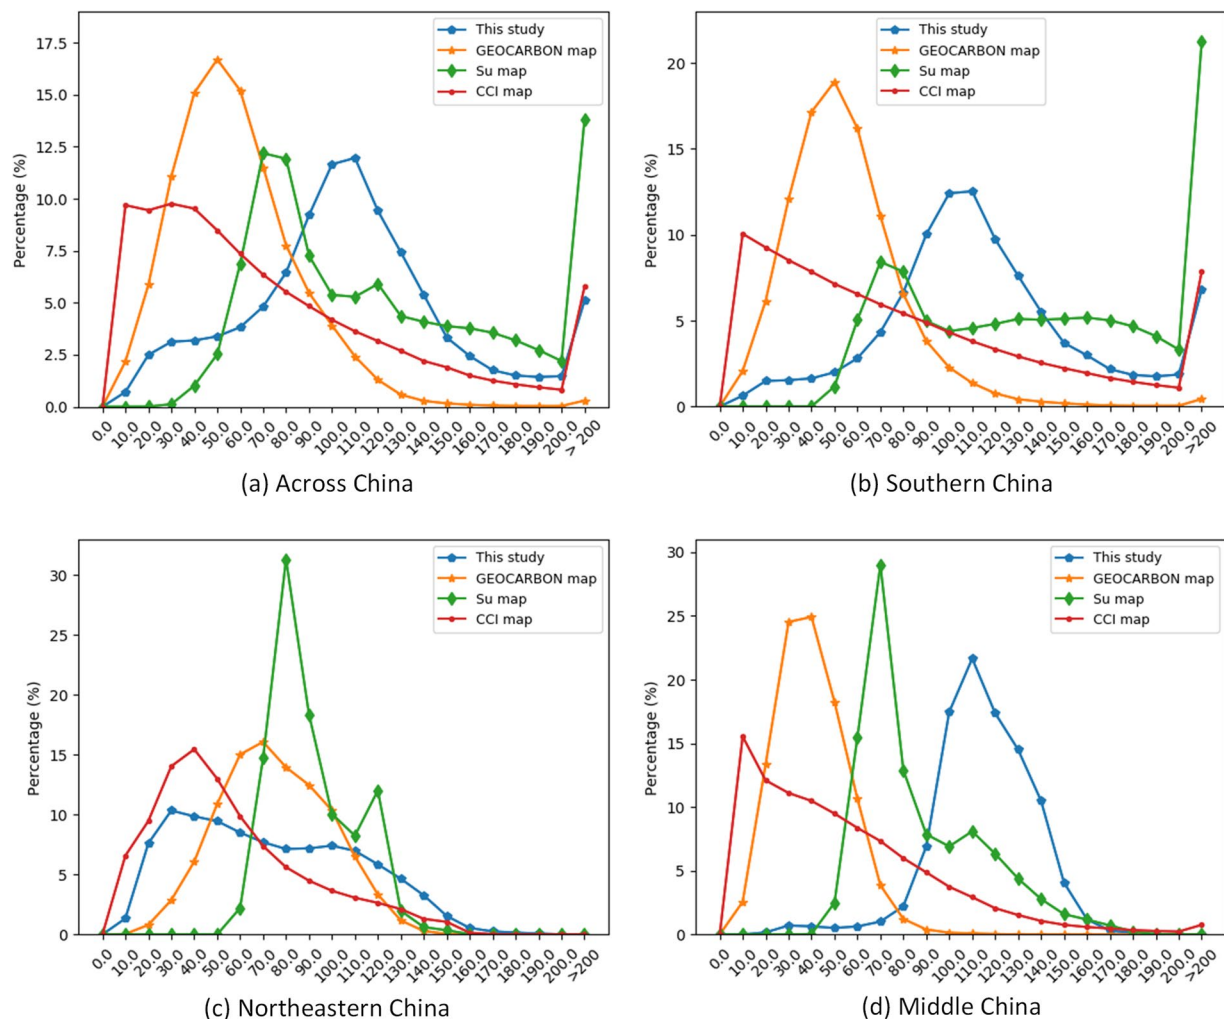 17.5
15.0
12.5
10.0
7.5
5.0
2.5
0.0
Percentage (%)
This study
GEOCARBON map
Su map
CCI map
0.0 10.0 20.0 30.0 40.0 50.0 60.0 70.0 80.0 90.0 100.0 110.0 120.0 130.0 140.0 150.0 160.0 170.0 180.0 190.0 200.0 > 200
(a) Across China
20
15
10
5
0
Percentage (%)
This study
GEOCARBON map
Su map
CCI map
0.0 10.0 20.0 30.0 40.0 50.0 60.0 70.0 80.0 90.0 100.0 110.0 120.0 130.0 140.0 150.0 160.0 170.0 180.0 190.0 200.0 >200
(b) Southern China
30
25
20
15
10
5
0
Percentage (%)
This study
GEOCARBON map
Su map
CCI map
0.0 10.0 20.0 30.0 40.0 50.0 60.0 70.0 80.0 90.0 100.0 110.0 120.0 130.0 140.0 150.0 160.0 170.0 180.0 190.0 200.0 >200
(c) Northeastern China
30
25
20
15
10
5
0
Percentage (%)
This study
GEOCARBON map
Su map
CCI map
0.0 10.0 20.0 30.0 40.0 50.0 60.0 70.0 80.0 90.0 100.0 110.0 120.0 130.0 140.0 150.0 160.0 170.0 180.0 190.0 200.0 >200
(d) Middle China